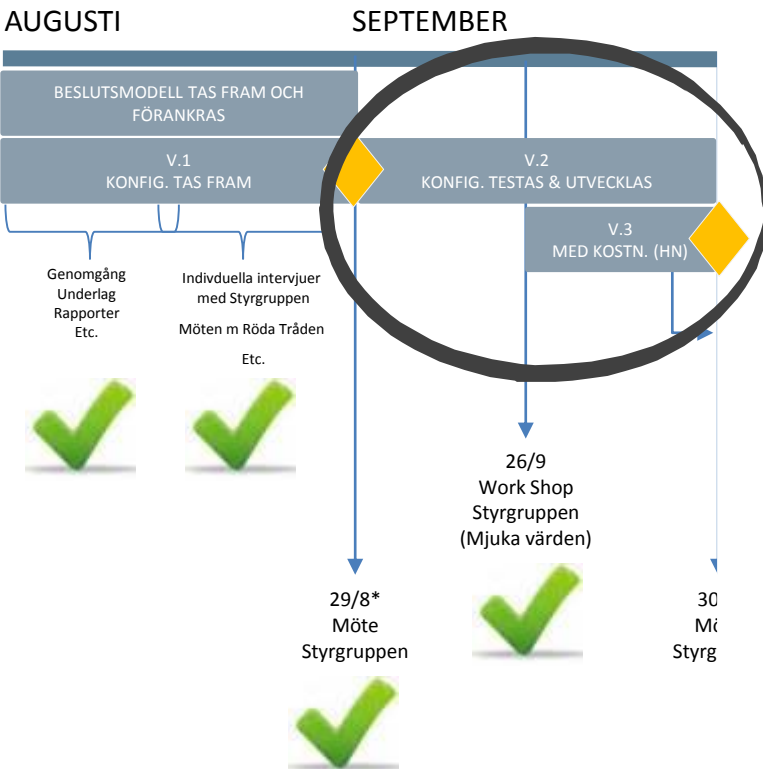 AUGUSTI
SEPTEMBER
BESLUTSMODELL TAS FRAM OCH
FÖRANKRAS
V.1
KONFIG. TAS FRAM
V.2
KONFIG. TESTAS & UTVECKLAS
V.3
MED KOSTN. (HN)
Genomgång
Underlag
Rapporter
Etc.
Indivduella intervjuer
med Styrgruppen
Möten m Röda Tråden
Etc.
26/9
Work Shop
Styrgruppen
(Mjuka värden)
29/8*
Möte
Styrgruppen
30